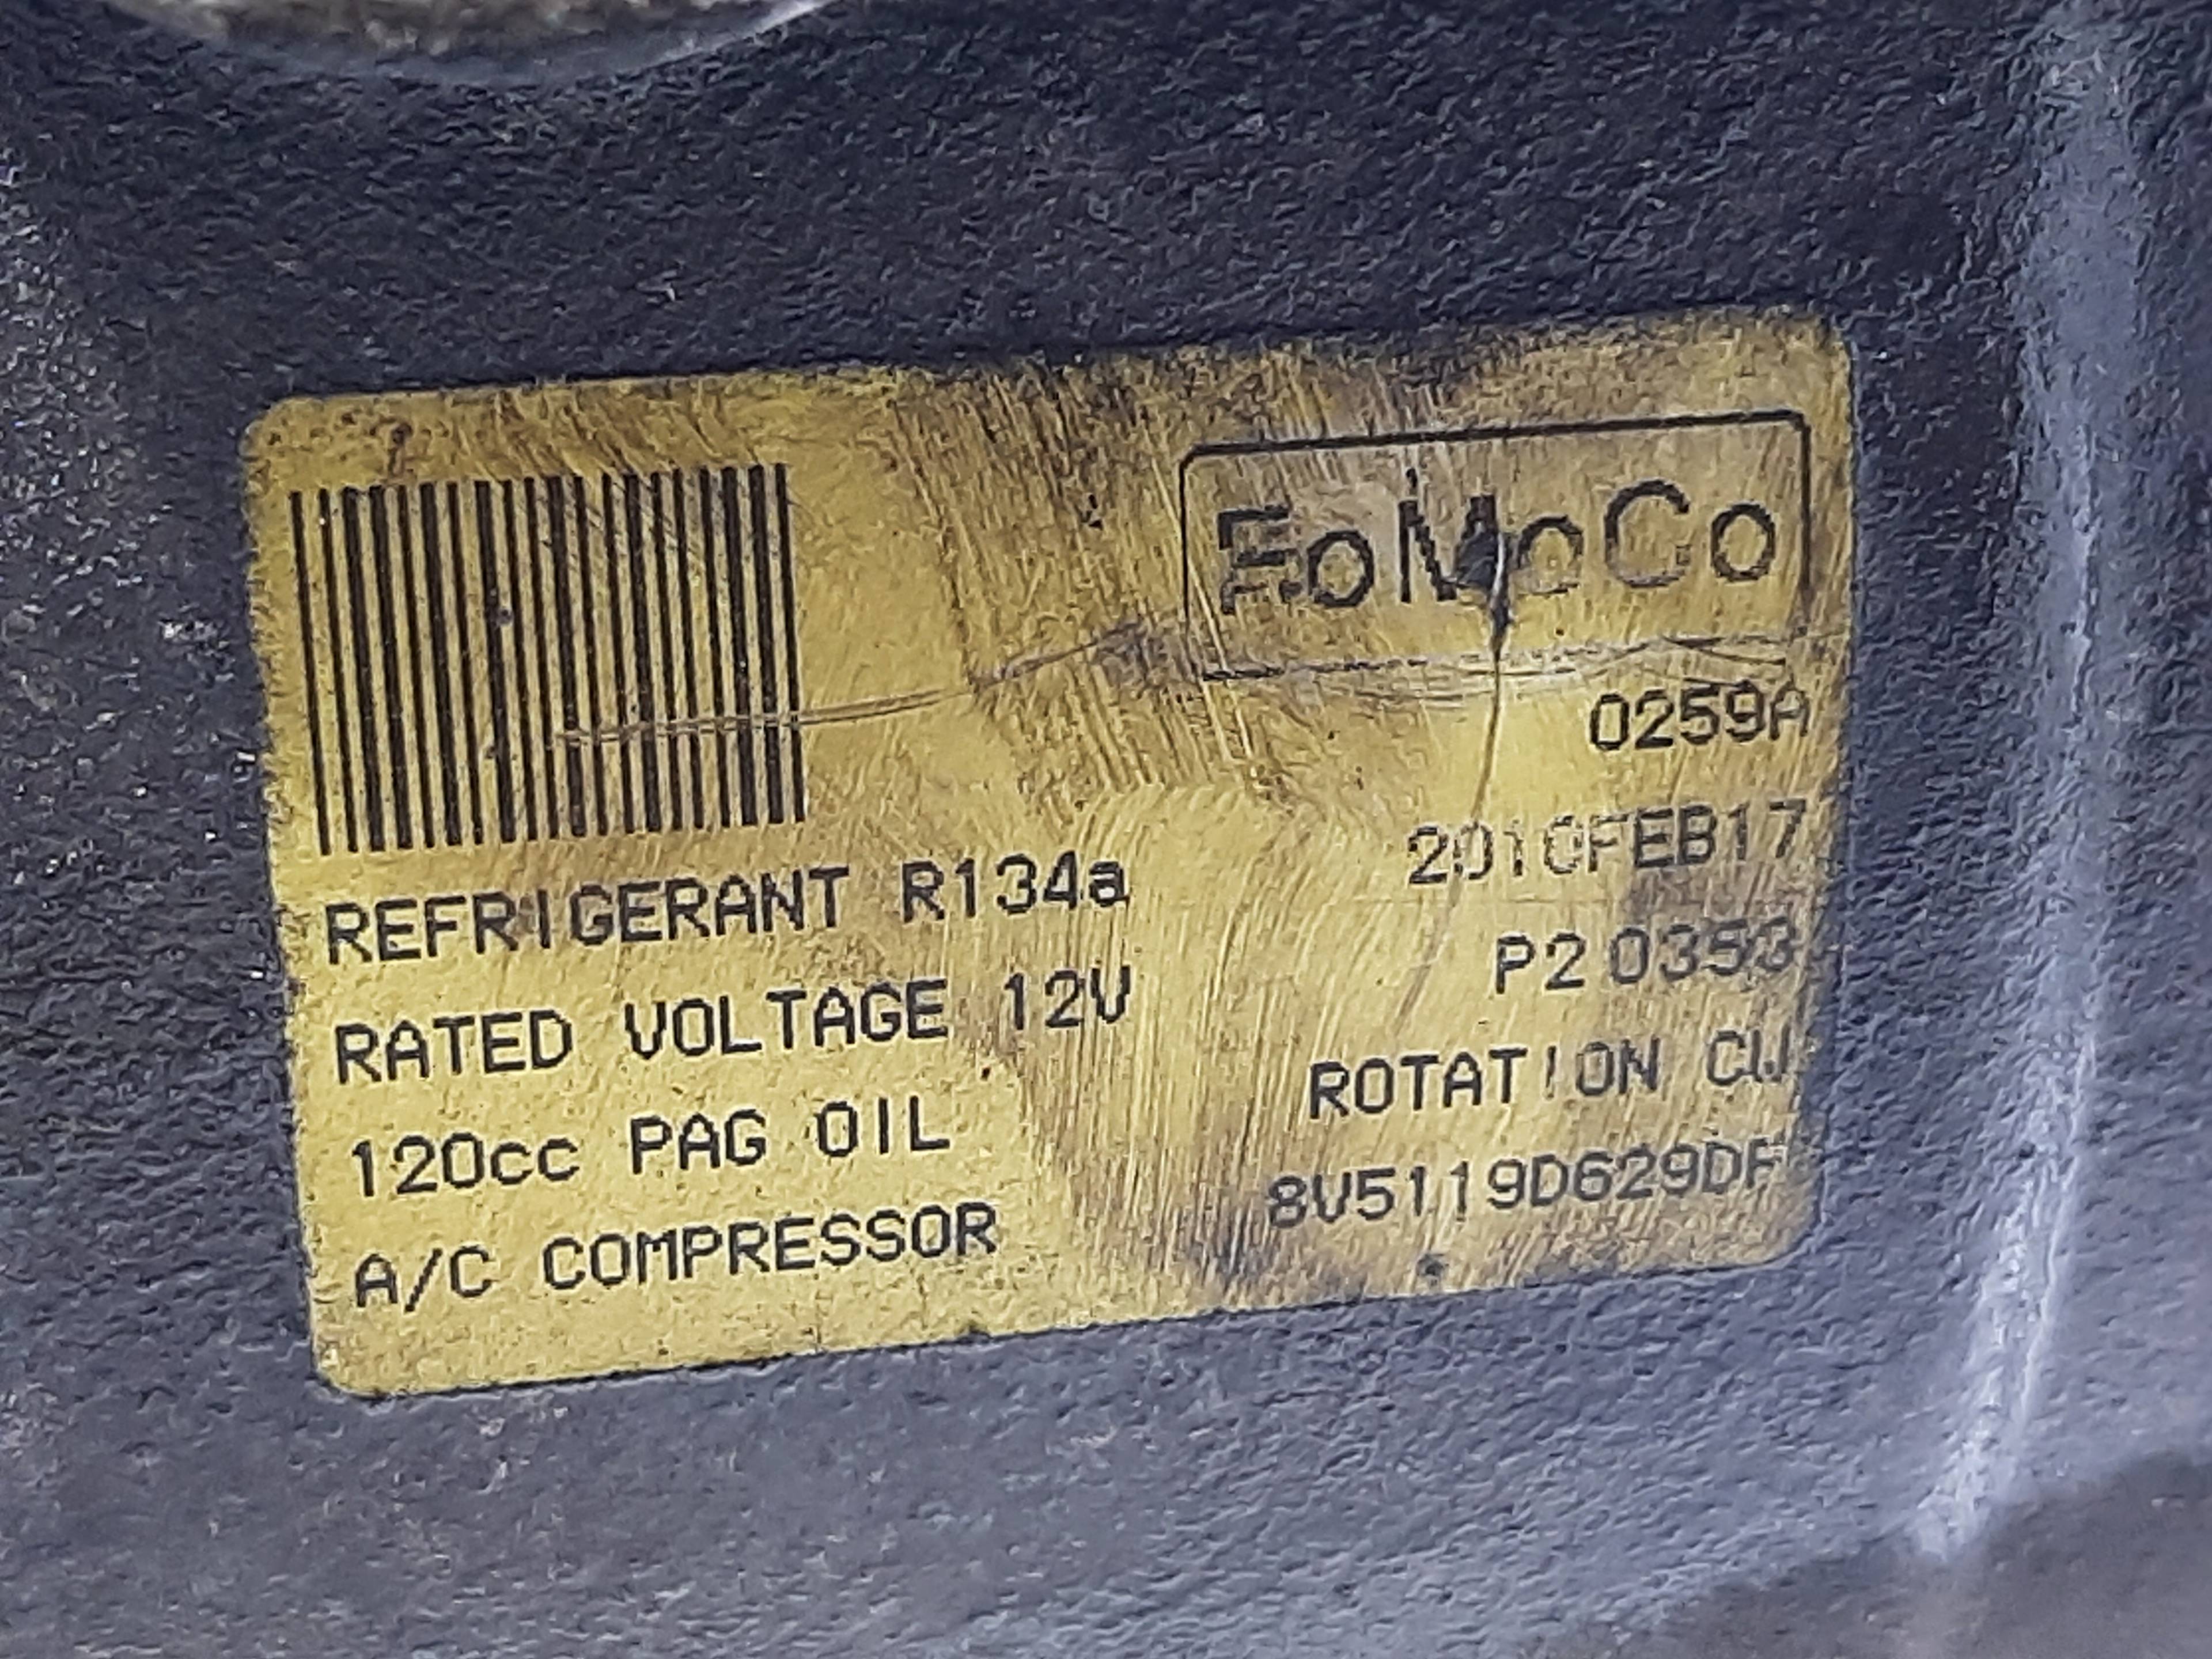 FoMoCo
0259A
2010FEB17
REFRIGERANT R134a
P2 0353
RATED VOLTAGE 12V
ROTATION CW
120cc PAG OIL
8V5119D629DF
A/C COMPRESSOR